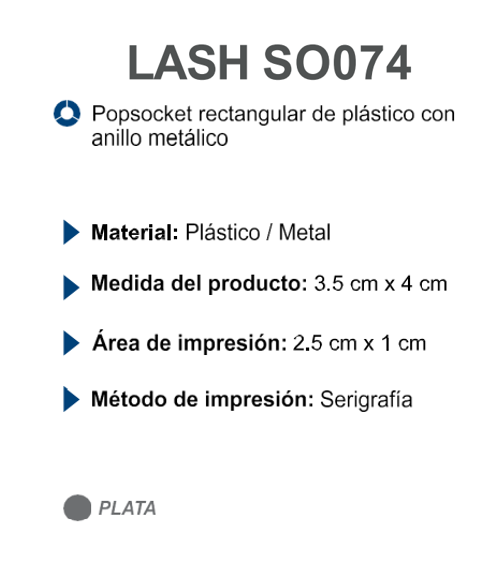 LASH SO074
Popsocket rectangular de plástico con
anillo metálico
Material: Plástico / Metal
Medida del producto: 3.5 cm x 4 cm
Área de impresión: 2.5 cm x 1 cm
Método de impresión: Serigrafía
PLATA